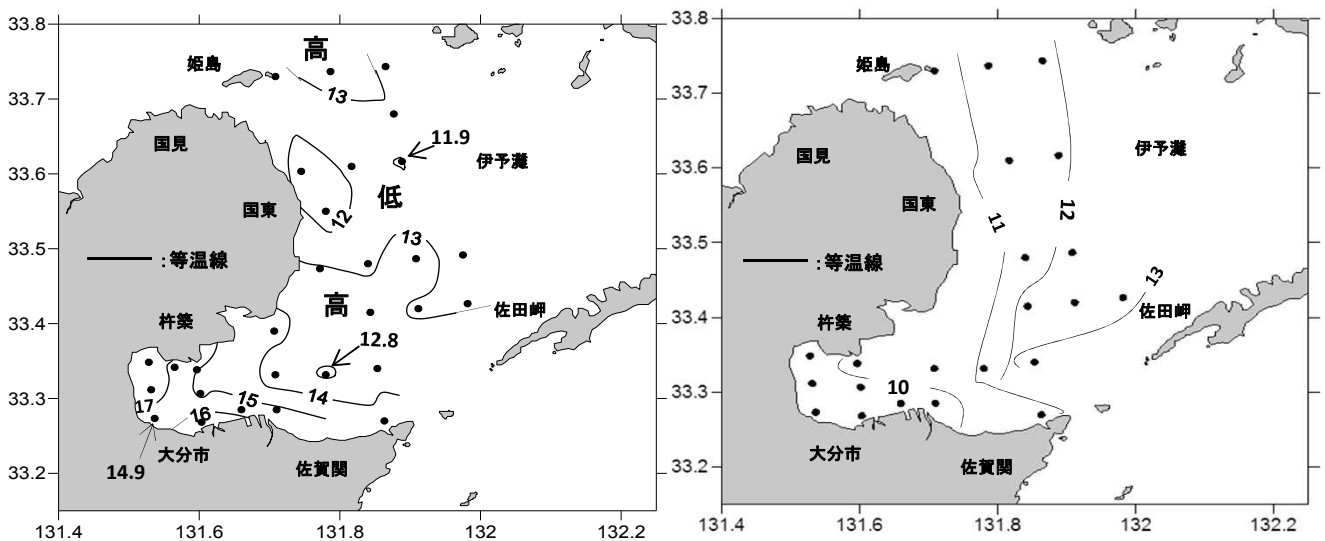 33.8
高
姫島
33.7
13
国見
11.9
33.6
伊予灘
低
国東
12
33.5
13
:等温線
高
33.4
杵築
佐田岬
12.8
33.3
17
15
14
16
大分市
14.9
33.2
佐賀関
131.4
131.6
131.8
132
132.2
33.8
姫島
33.7
国見
伊予灘
33.6
国東
11
12
33.5
:等温線
13
33.4
杵築
佐田岬
10
33.3
大分市
佐賀関
33.2
131.4
131.6
131.8
132
132.2